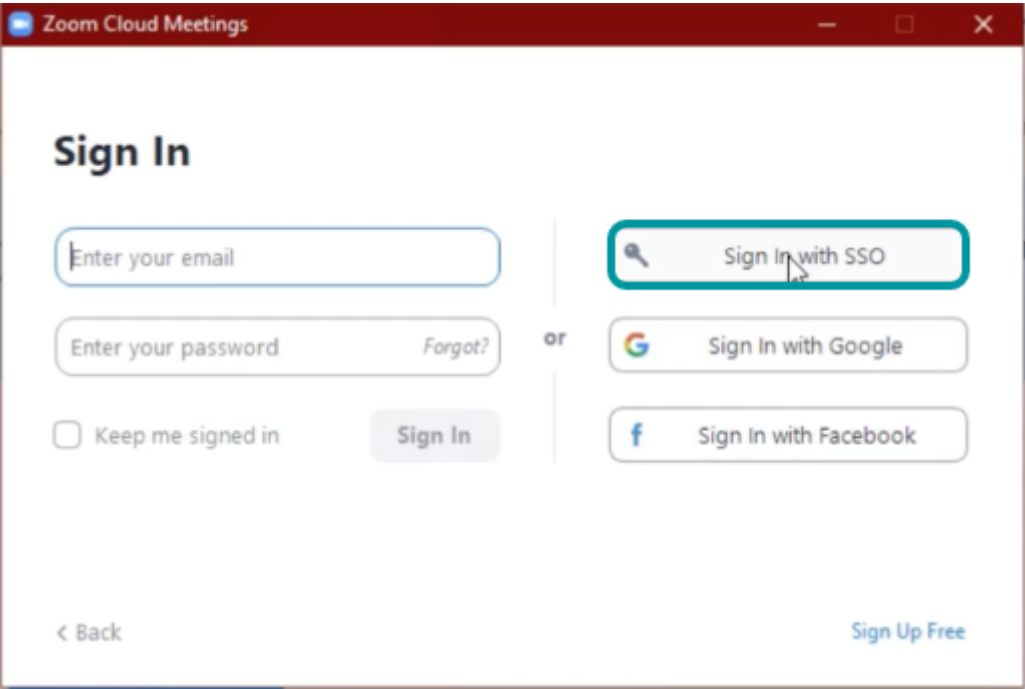 Zoom Cloud Meetings
Sign In
Enter your email
Enter your password Forgot?
Keep me signed in Sign In
or
Sign In with SSO
Sign In with Google
Sign In with Facebook
< Back
Sign Up Free